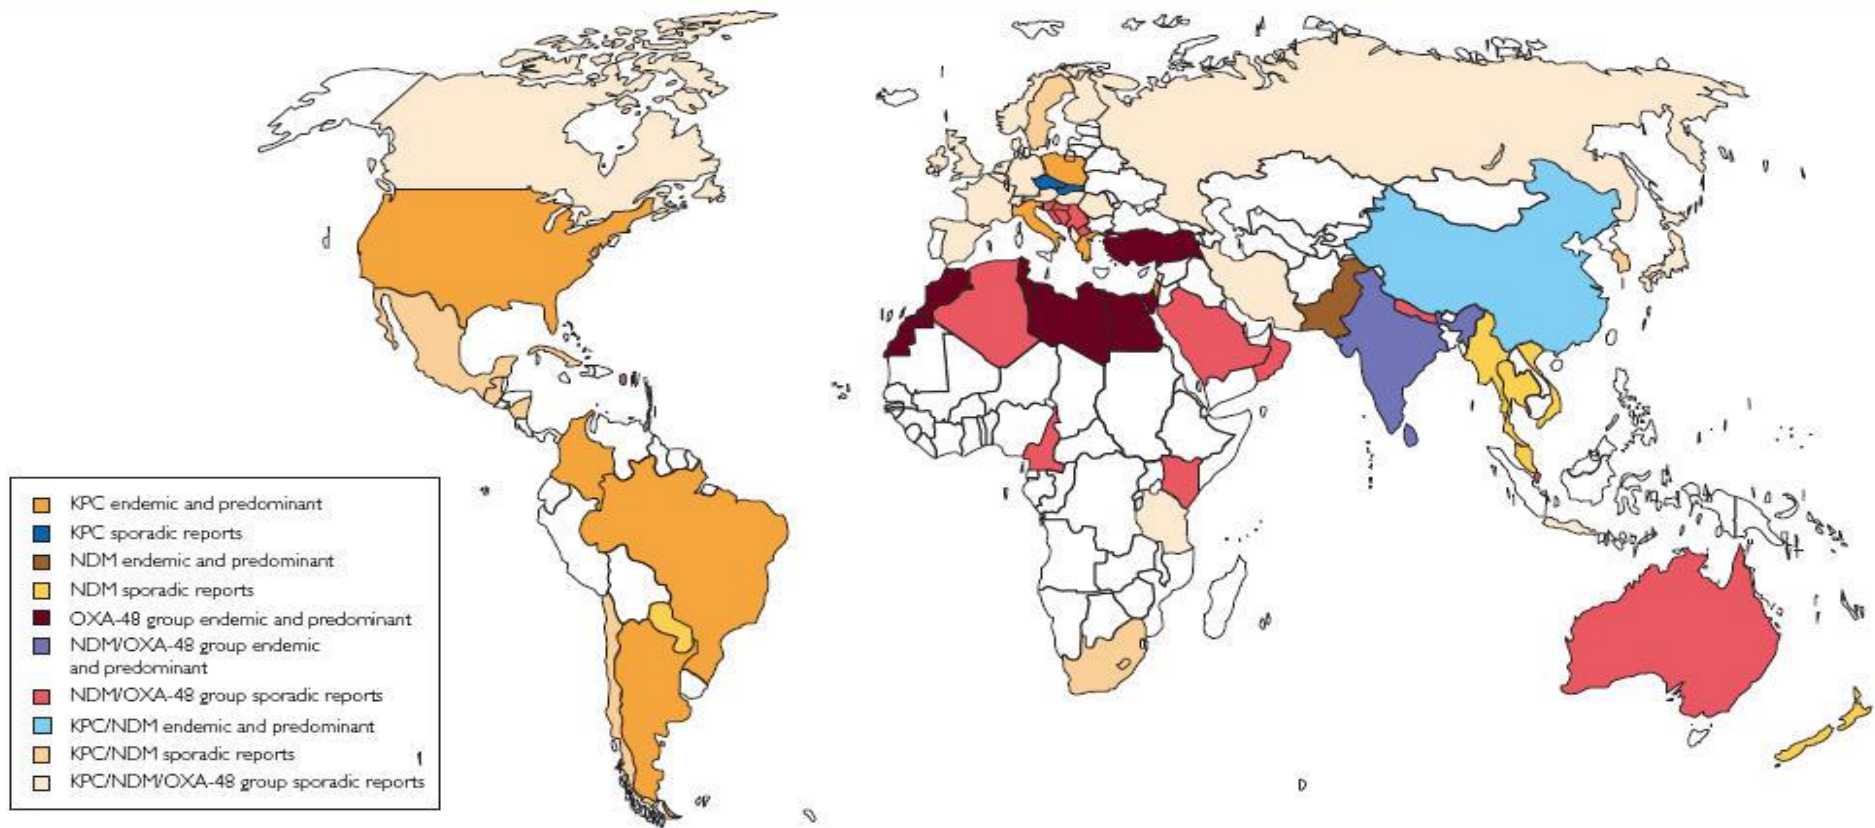 KPC endemic and predominant
KPC sporadic reports
NDM endemic and predominant
NDM sporadic reports
OXA-48 group endemic and predominant
NDM/OXA-48 group endemic
and predominant
NDM/OXA-48 group sporadic reports
KPC/NDM endemic and predominant
KPC/NDM sporadic reports
KPC/NDM/OXA-48 group sporadic reports